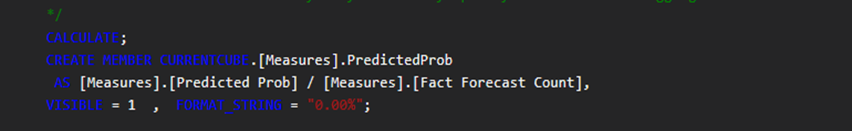 */
CALCULATE;
CREATE MEMBER CURRENTCUBE.[Measures].PredictedProb
AS [Measures].[Predicted Prob] / [Measures].[Fact Forecast Count],
VISIBLE = 1 , FORMAT_STRING = "0.00%";